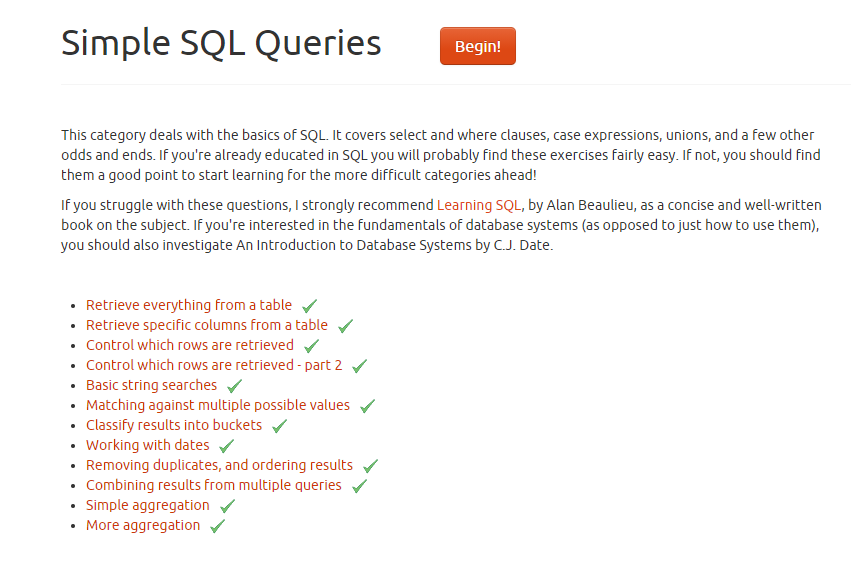 Simple SQL Queries
Begin!
This category deals with the basics of SQL. It covers select and where clauses, case expressions, unions, and a few other
odds and ends. If you're already educated in SQL you will probably find these exercises fairly easy. If not, you should find
them a good point to start learning for the more difficult categories ahead!
If you struggle with these questions, I strongly recommend Learning SQL, by Alan Beaulieu, as a concise and well-written
book on the subject. If you're interested in the fundamentals of database systems (as opposed to just how to use them),
you should also investigate An Introduction to Database Systems by C.J. Date.
Retrieve everything from a table
Retrieve specific columns from a table
Control which rows are retrieved
Control which rows are retrieved - part 2
Basic string searches
Matching against multiple possible values
Classify results into buckets
Working with dates
Removing duplicates, and ordering results
Combining results from multiple queries
Simple aggregation
More aggregation